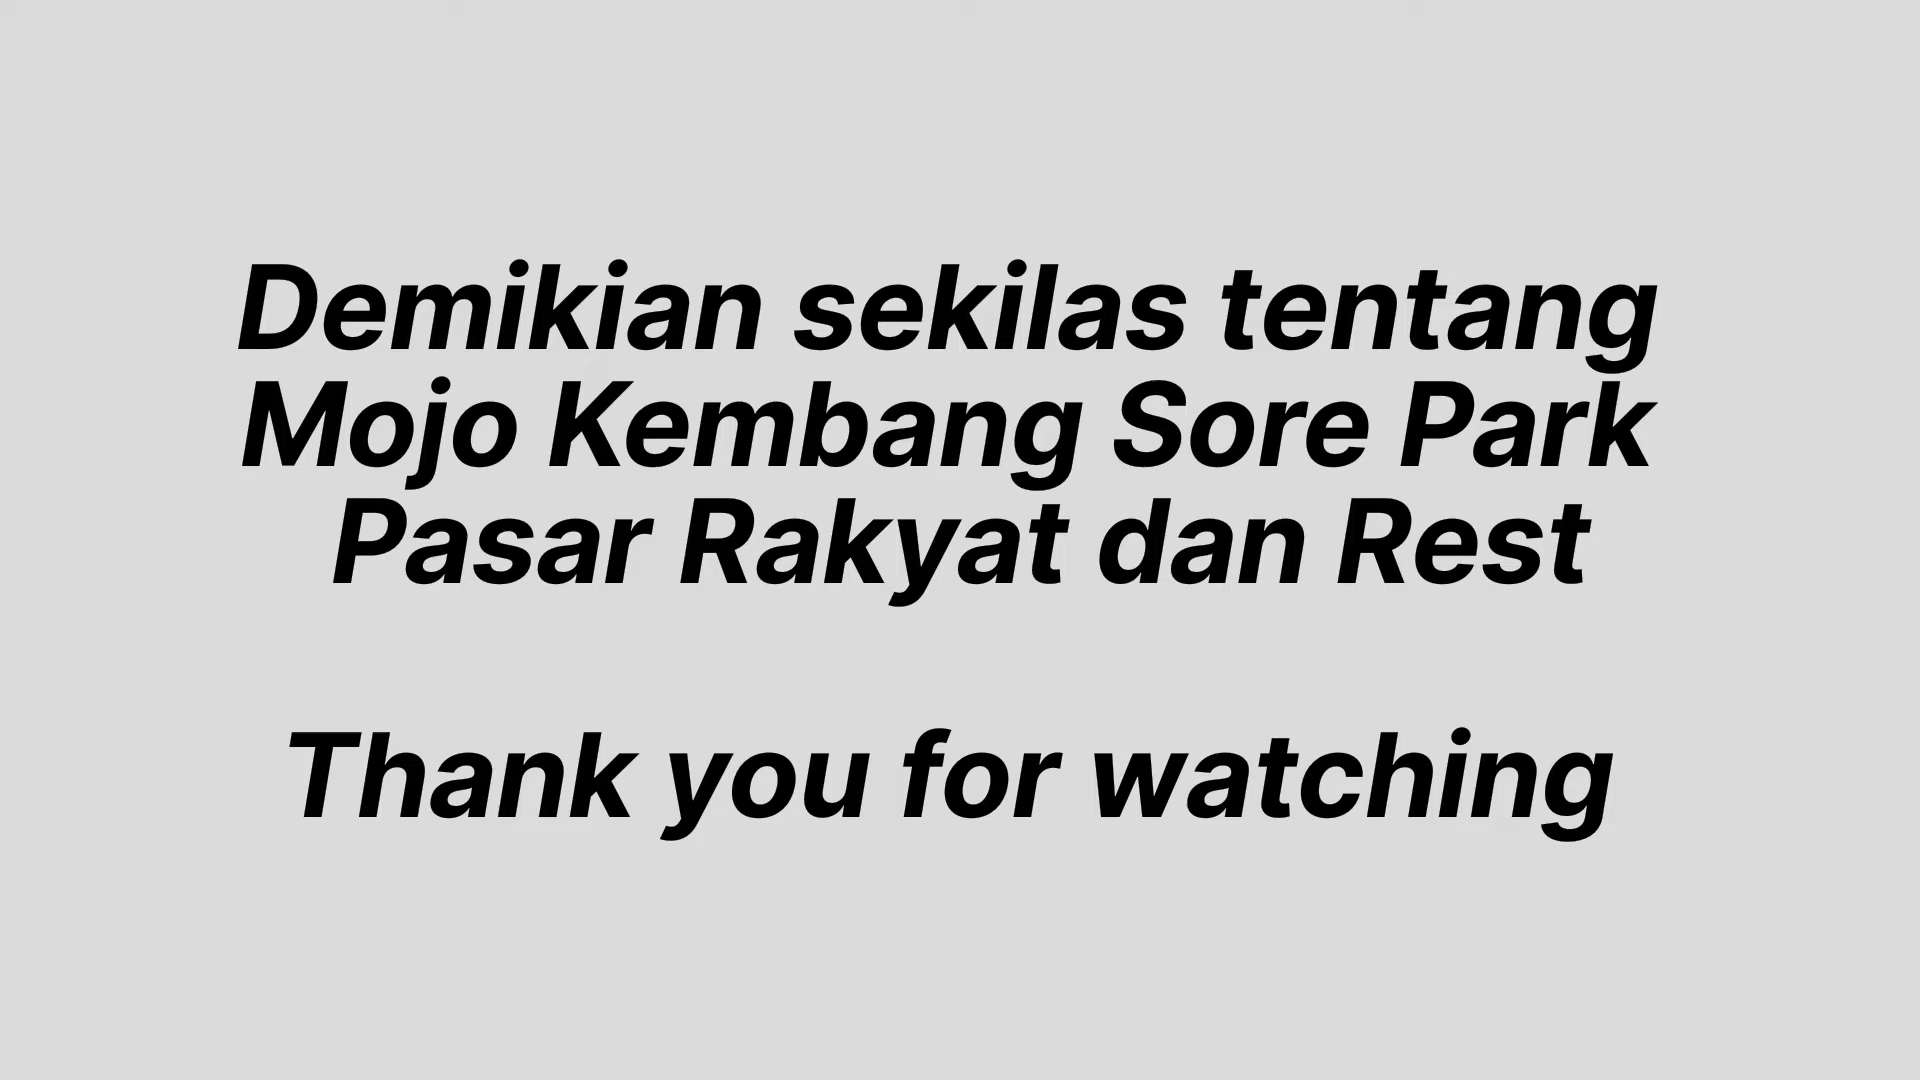 Demikian sekilas tentang
Mojo Kembang Sore Park
Pasar Rakyat dan Rest
Thank you for watching